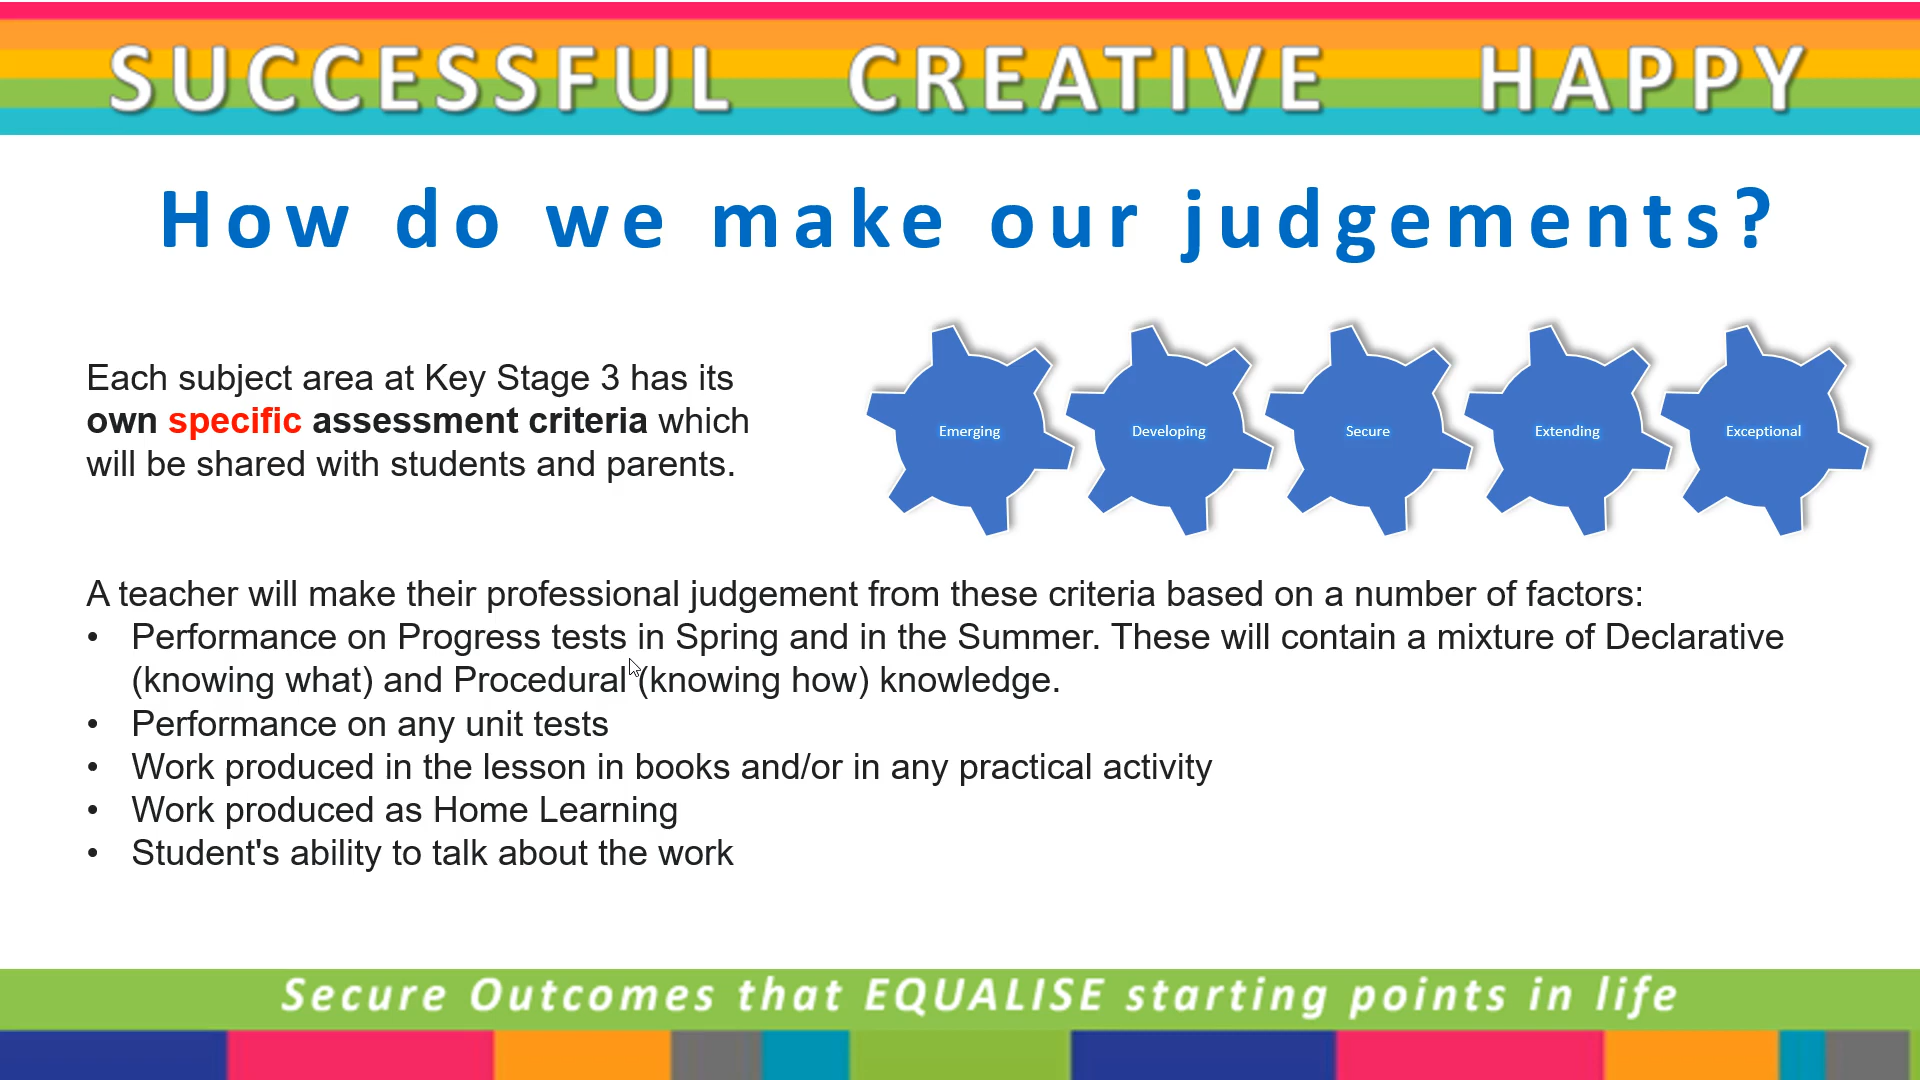 SUCCESSFUL CREATIVE HAPPY
How do we make our judgements?
Each subject area at Key Stage 3 has its
own specific assessment criteria which
will be shared with students and parents.
Emerging
Developing
Secure
Extending
Exceptional
A teacher will make their professional judgement from these criteria based on a number of factors:
• Performance on Progress tests in Spring and in the Summer. These will contain a mixture of Declarative
(knowing what) and Procedural (knowing how) knowledge.
• Performance on any unit tests
• Work produced in the lesson in books and/or in any practical activity
• Work produced as Home Learning
• Student's ability to talk about the work
Secure Outcomes that EQUALISE starting points in life